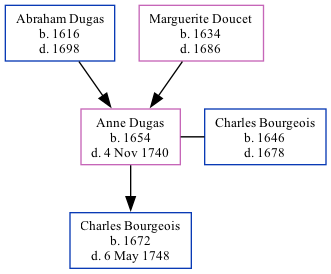 Abraham Dugas
b. 1616
d. 1698
Marguerite Doucet
b. 1634
d. 1686
Anne Dugas
b. 1654
d. 4 Nov 1740
Charles Bourgeois
b. 1646
d. 1678
Charles Bourgeois
b. 1672
d. 6 May 1748